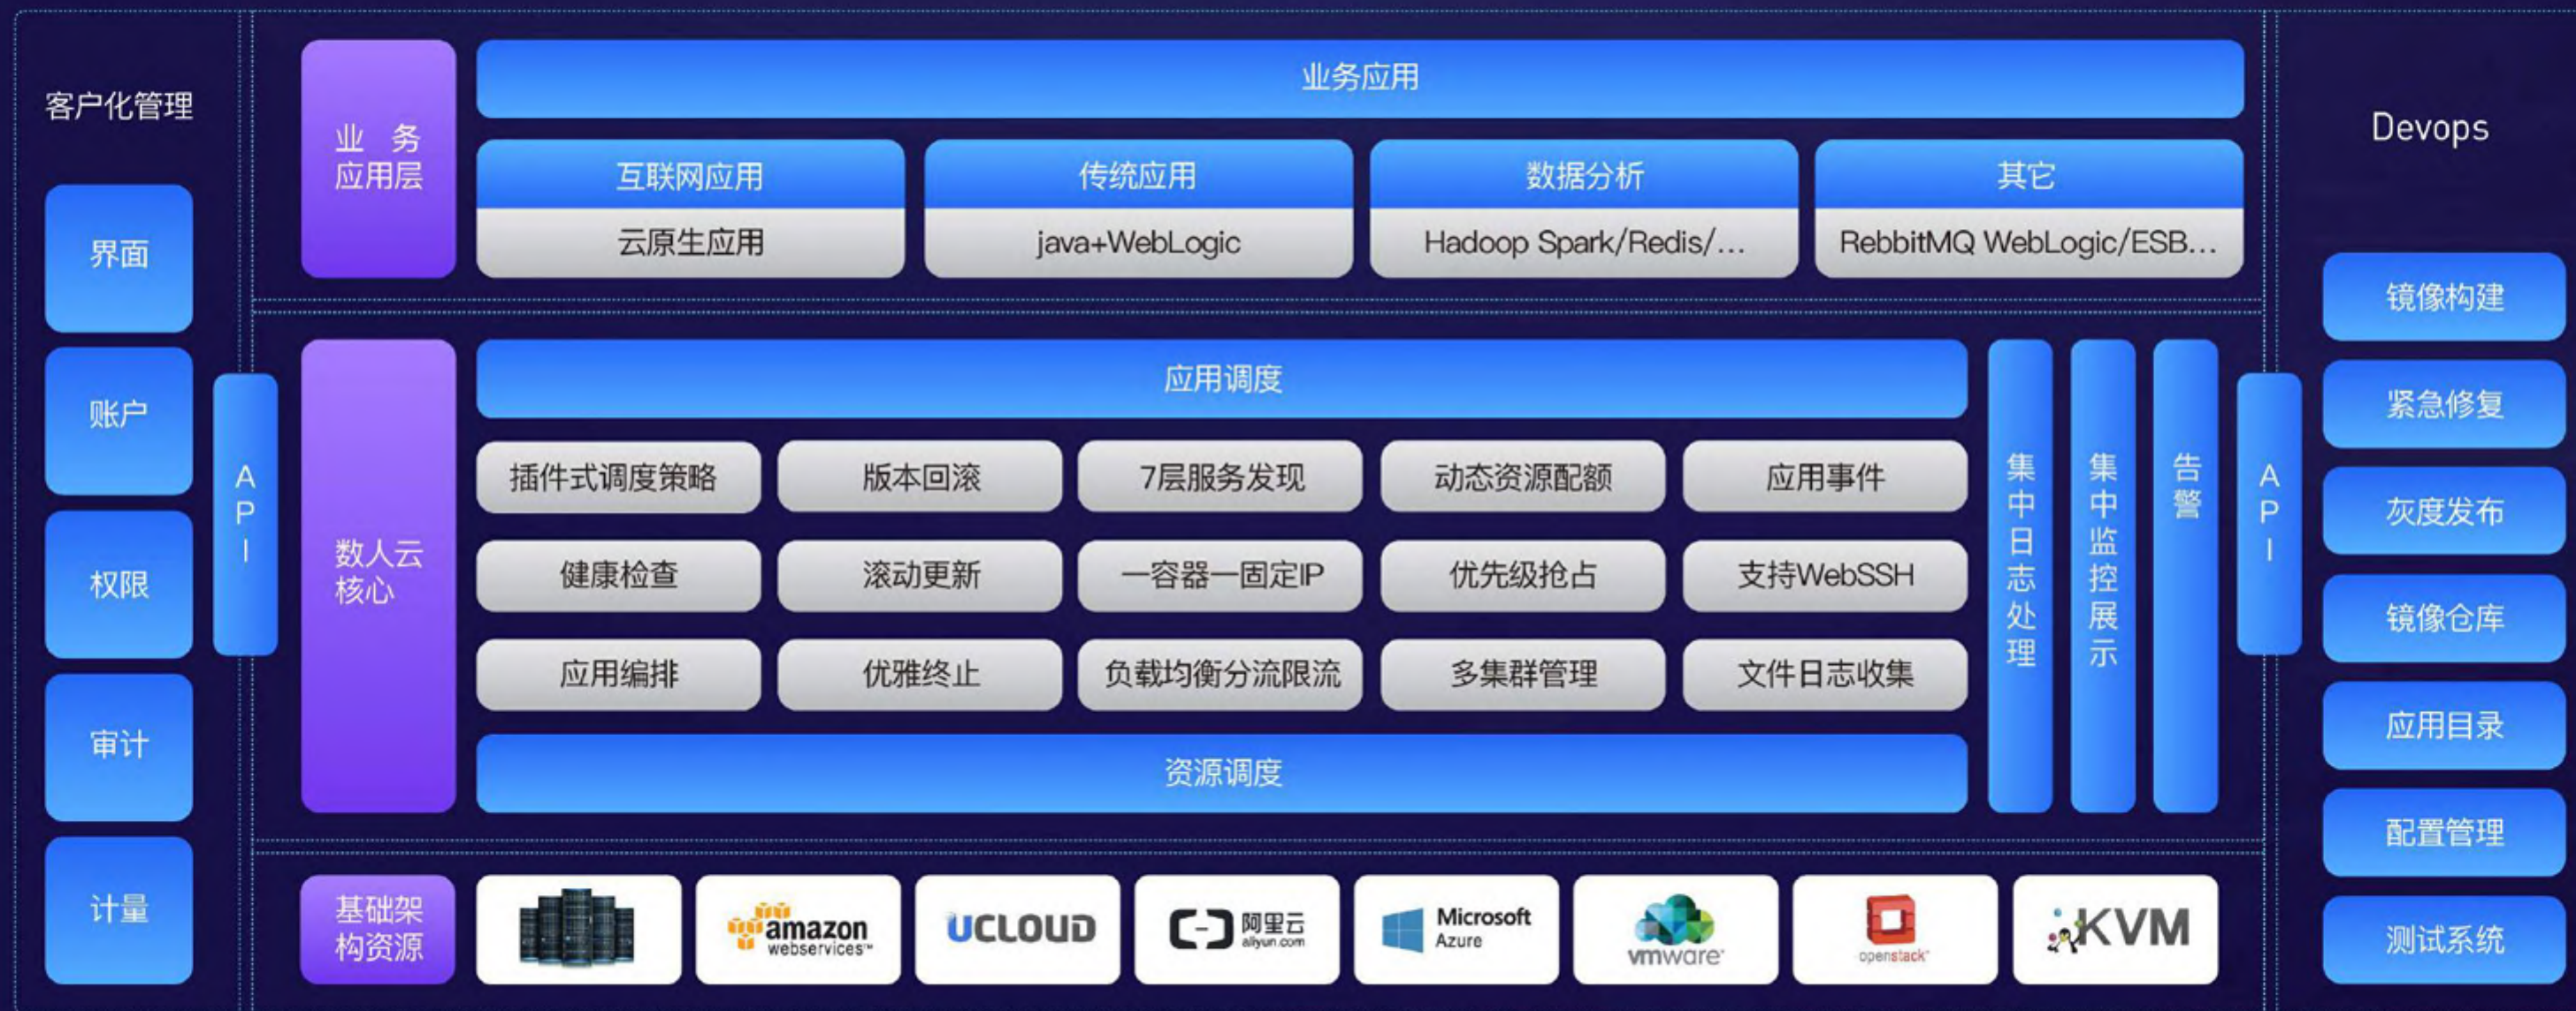 客户化管理
界面
账户
权限
审计
计量
API
业 务
应用层
业务应用
互联网应用
云原生应用
传统应用
java+WebLogic
数据分析
Hadoop Spark/Redis/...
其它
RebbitMQ WebLogic/ESB...
数人云
核心
应用调度
插件式调度策略
版本回滚
7层服务发现
动态资源配额
应用事件
健康检查
滚动更新
一容器一固定IP
优先级抢占
支持WebSSH
应用编排
优雅终止
负载均衡分流限流
多集群管理
文件日志收集
资源调度
集中日志处理
集中监控展示
告警
API
基础架
构资源
amazon
webservices™
UCLOUD
阿里云
aliyun.com
Microsoft
Azure
vmware
openstack
KVM
Devops
镜像构建
紧急修复
灰度发布
镜像仓库
应用目录
配置管理
测试系统